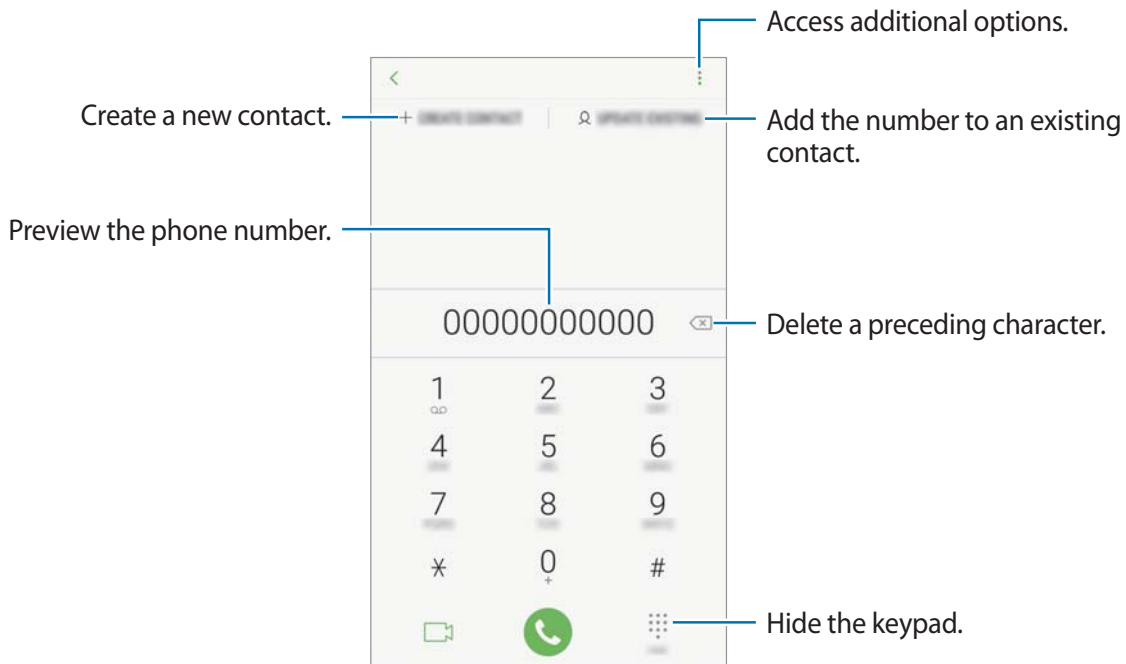 Access additional options.
Create a new contact.
Add the number to an existing
contact.
Preview the phone number.
00000000000
Delete a preceding character.
1 2 3
4 5 6
7 8 9
* 0 #
+
Hide the keypad.